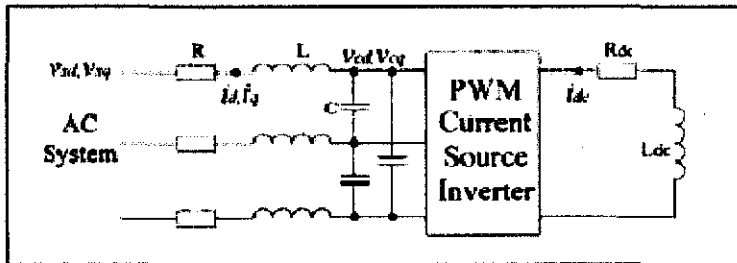 R L Vcd,Vcq Rdc
Vsd,Vsq
id,iq C idc
AC
System
PWM
Current
Source
Inverter
Ldc